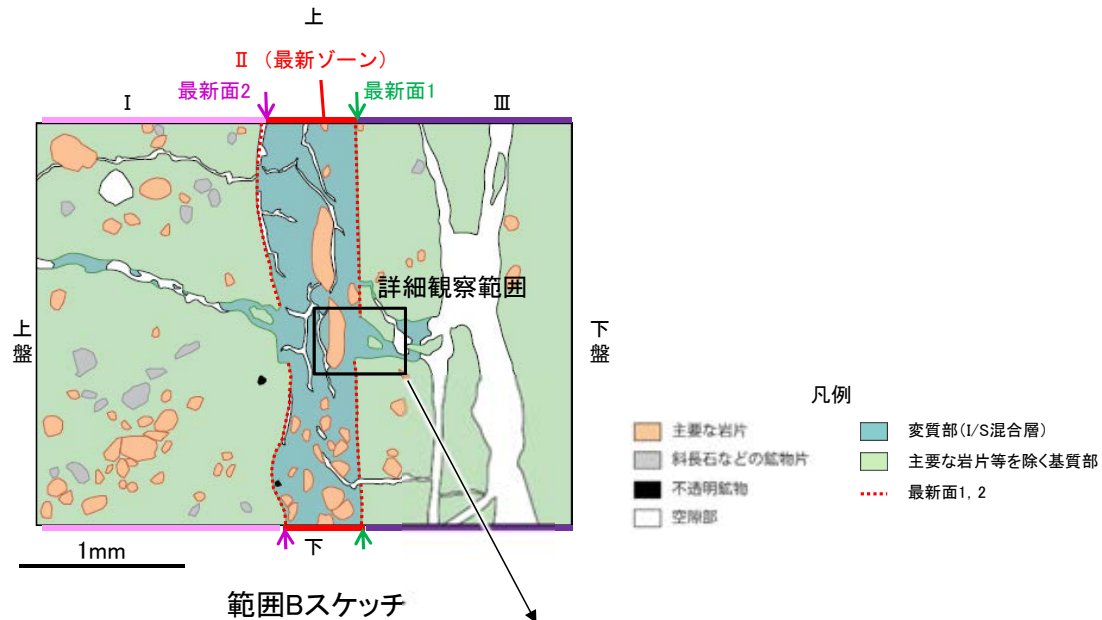 上
Ⅱ（最新ゾーン）
最新面2
最新面1
Ⅰ
Ⅲ
詳細観察範囲
上盤
下盤
下
1mm
範囲Bスケッチ
凡例
主要な岩片
斜長石などの鉱物片
不透明鉱物
空隙部
変質部(I/S混合層)
主要な岩片等を除く基質部
最新面1, 2